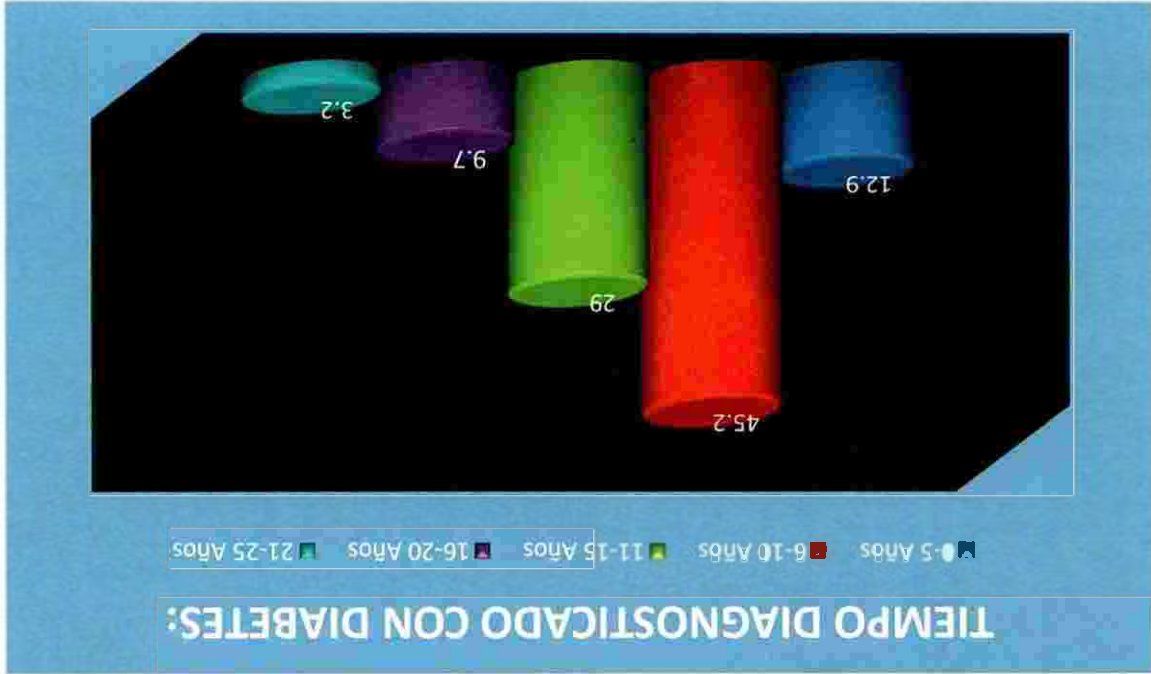 TIEMPO DIAGNOSTICADO CON DIABETES:
0-5 Años 6-10 Años 11-15 Años 16-20 Años 21-25 Años
45.2
29
12.9
9.7
3.2